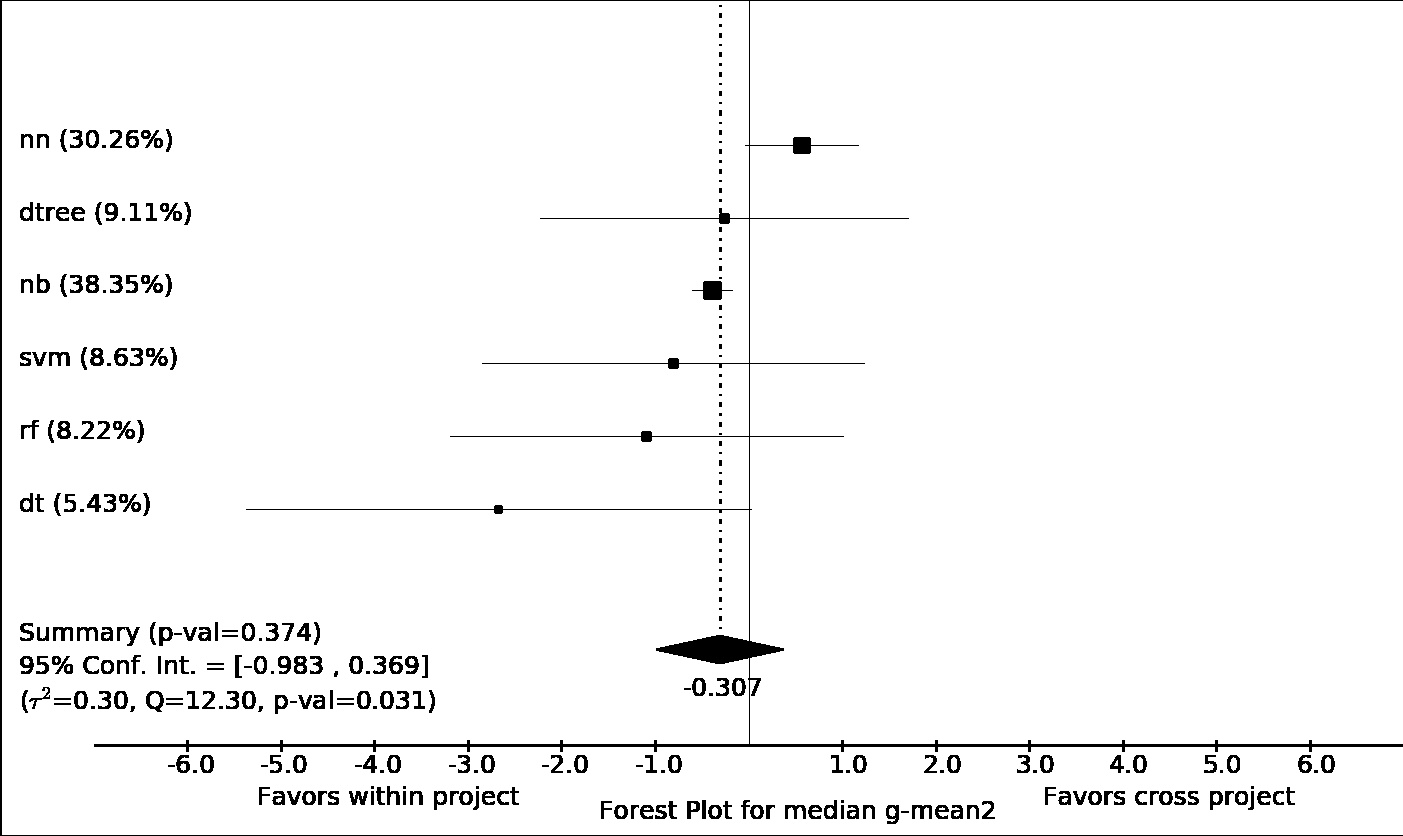 nn (30.26%)
dtree (9.11%)
nb (38.35%)
svm (8.63%)
rf (8.22%)
dt (5.43%)
Summary (p-val=0.374)
95% Conf. Int. = [-0.983 , 0.369]
(τ²=0.30, Q=12.30, p-val=0.031)
-0.307
-6.0 -5.0 -4.0 -3.0 -2.0 -1.0 1.0 2.0 3.0 4.0 5.0 6.0
Favors within project Favors cross project
Forest Plot for median g-mean2